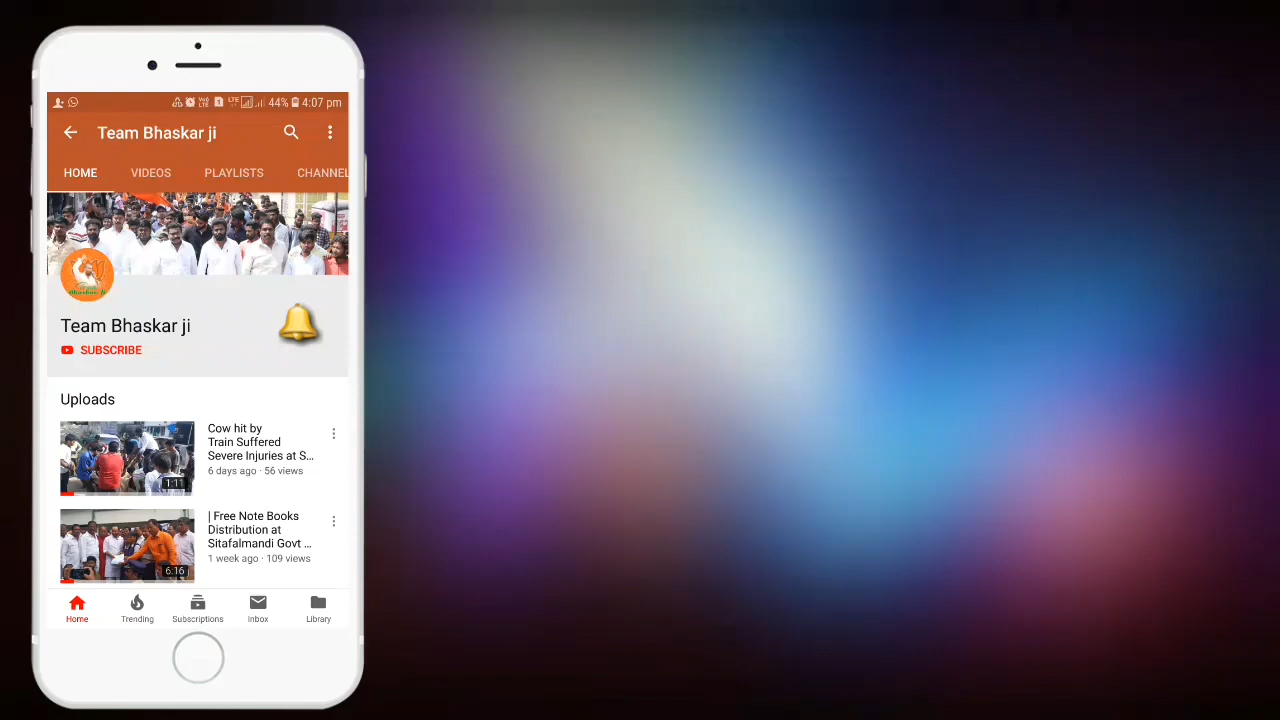 44% 4:07 pm
Team Bhaskar ji
HOME VIDEOS PLAYLISTS CHANNEL
Team Bhaskar ji
SUBSCRIBE
Uploads
Cow hit by
Train Suffered
Severe Injuries at S...
6 days ago · 56 views
1:11
| Free Note Books
Distribution at
Sitafalmandi Govt ...
1 week ago · 109 views
6:16
Home Trending Subscriptions Inbox Library